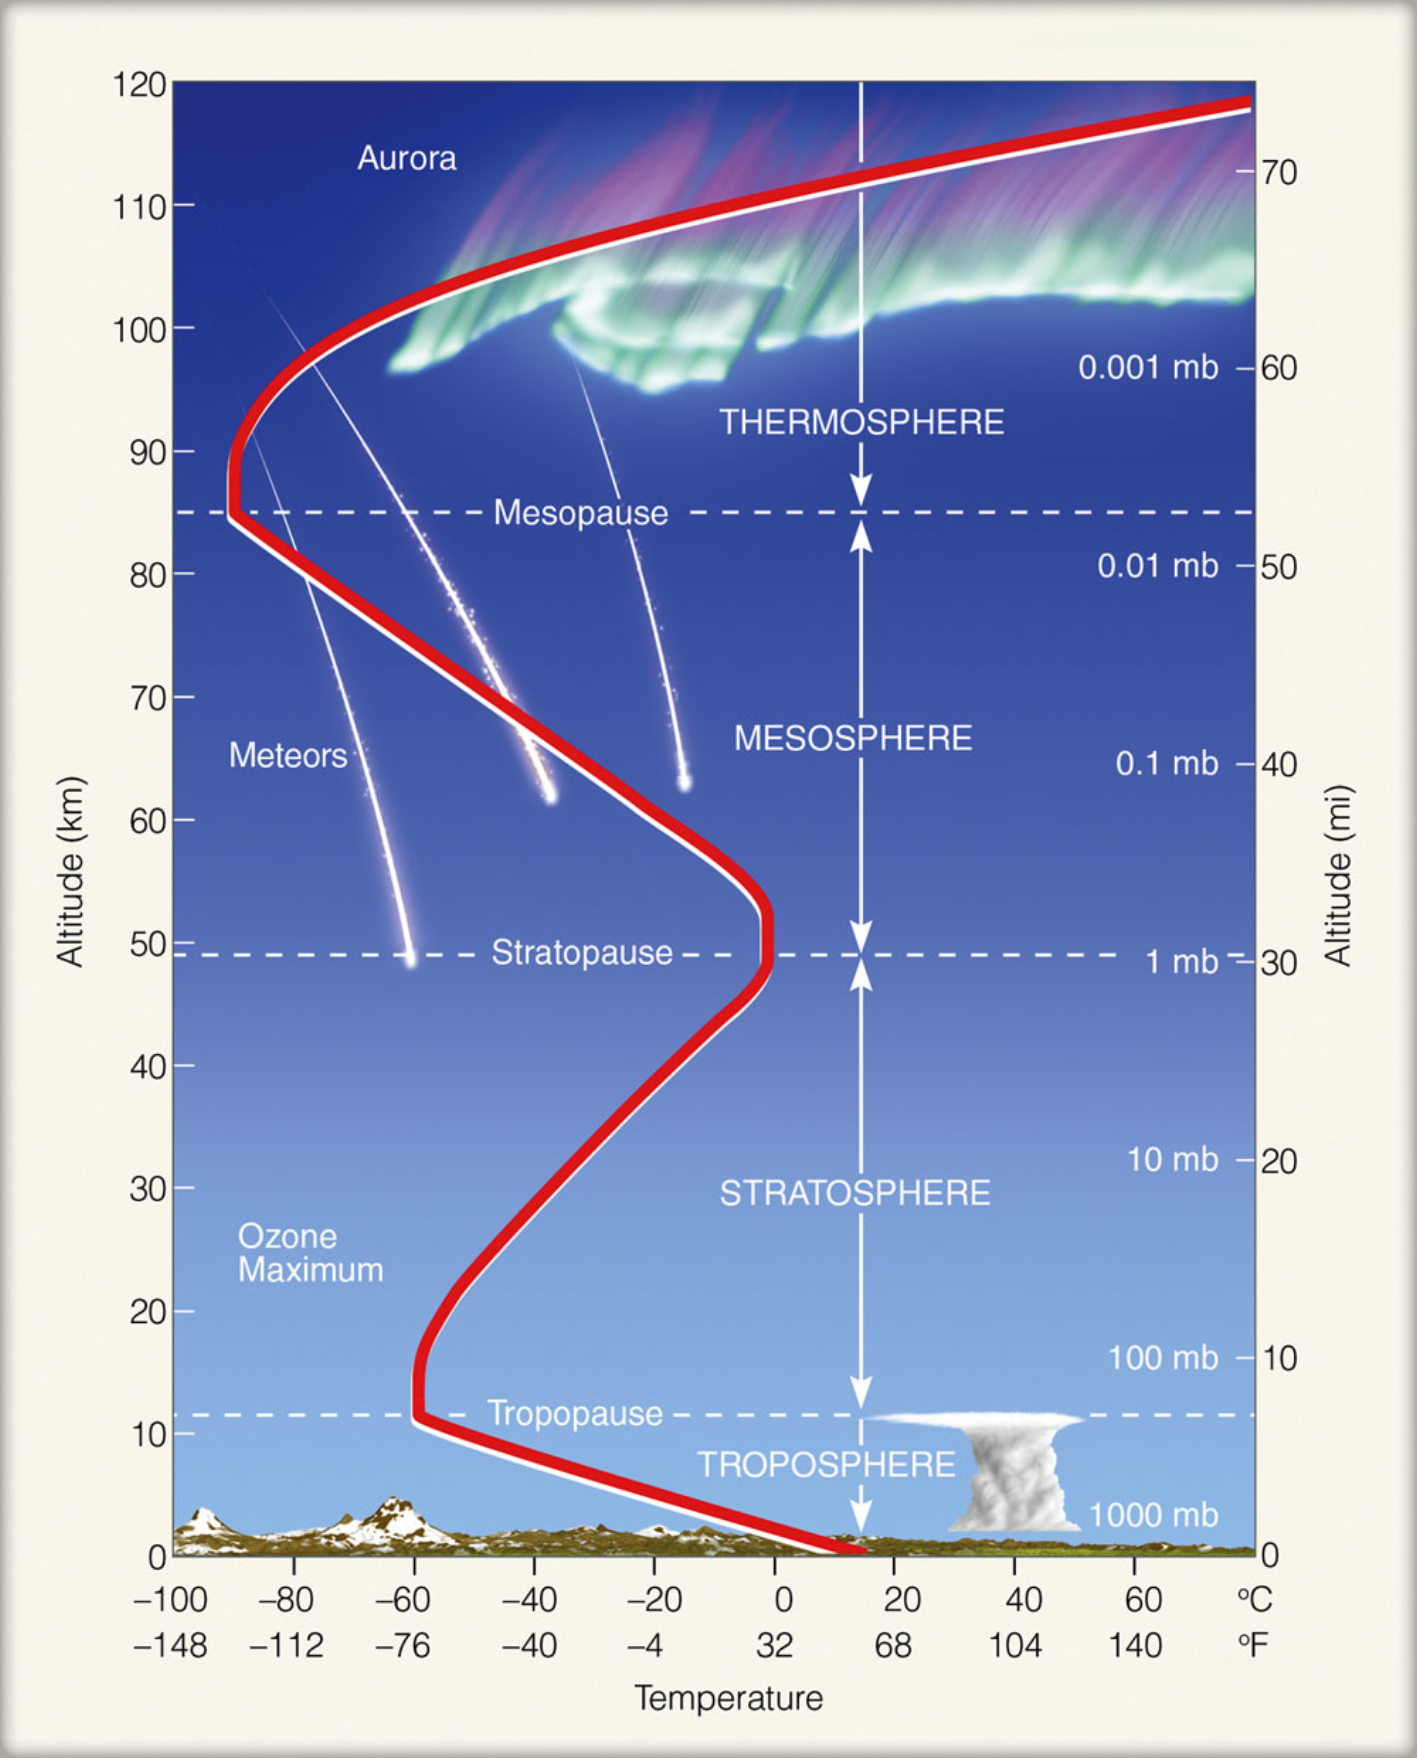 120
Aurora
70
110
100
0.001 mb
60
THERMOSPHERE
90
Mesopause
0.01 mb
50
80
70
MESOSPHERE
Meteors
0.1 mb
40
Altitude (km)
Altitude (mi)
60
50
Stratopause
1 mb
30
40
10 mb
20
30
STRATOSPHERE
Ozone
Maximum
20
100 mb
10
Tropopause
10
TROPOSPHERE
1000 mb
0
0
–100 –80 –60 –40 –20 0 20 40 60 °C
–148 –112 –76 –40 –4 32 68 104 140 °F
Temperature